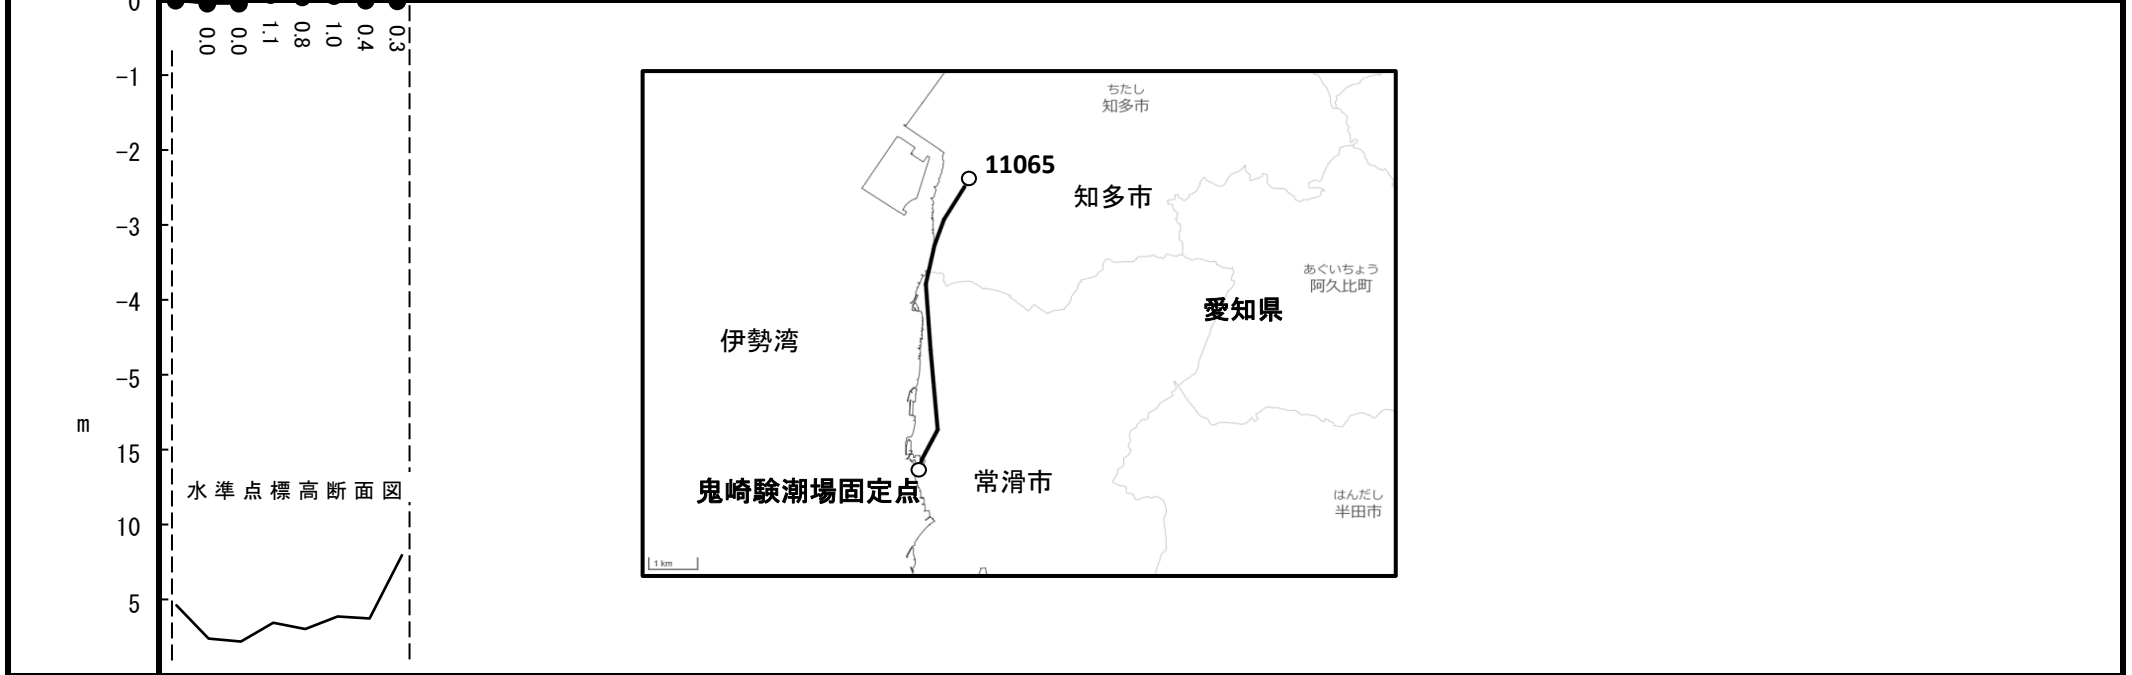 0
0.0
0.0
1.1
0.8
1.0
0.4
0.3
-1
-2
-3
-4
-5
m
15
水準点標高断面図
10
5
ちたし
知多市
11065
知多市
あぐいちょう
阿久比町
愛知県
伊勢湾
鬼崎験潮場固定点
常滑市
はんだし
半田市
1 km